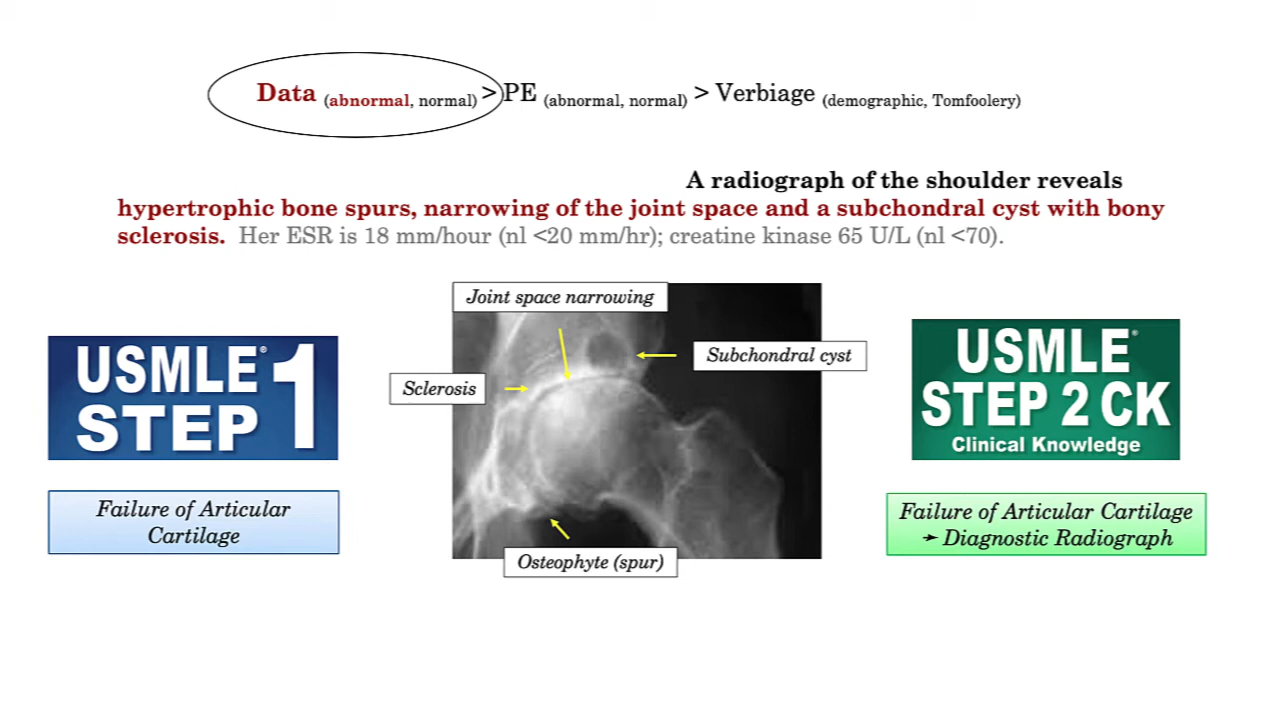 Data (abnormal, normal) > PE (abnormal, normal) > Verbiage (demographic, Tomfoolery)
A radiograph of the shoulder reveals
hypertrophic bone spurs, narrowing of the joint space and a subchondral cyst with bony
sclerosis. Her ESR is 18 mm/hour (nl <20 mm/hr); creatine kinase 65 U/L (nl <70).
Joint space narrowing
Subchondral cyst
Sclerosis
Osteophyte (spur)
USMLE®
STEP 1
Failure of Articular
Cartilage
USMLE®
STEP 2 CK
Clinical Knowledge
Failure of Articular Cartilage
➛ Diagnostic Radiograph